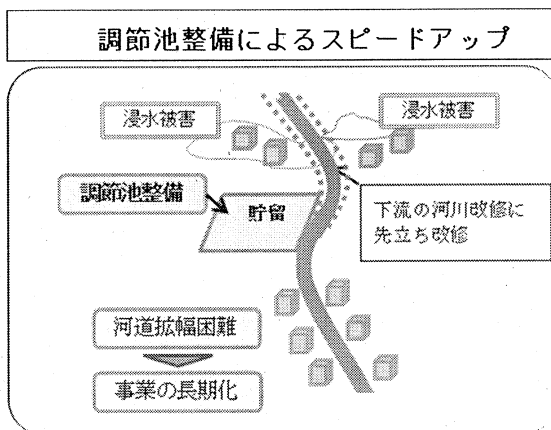 調節池整備によるスピードアップ
浸水被害
浸水被害
調節池整備
貯留
下流の河川改修に
先立ち改修
河道拡幅困難
事業の長期化